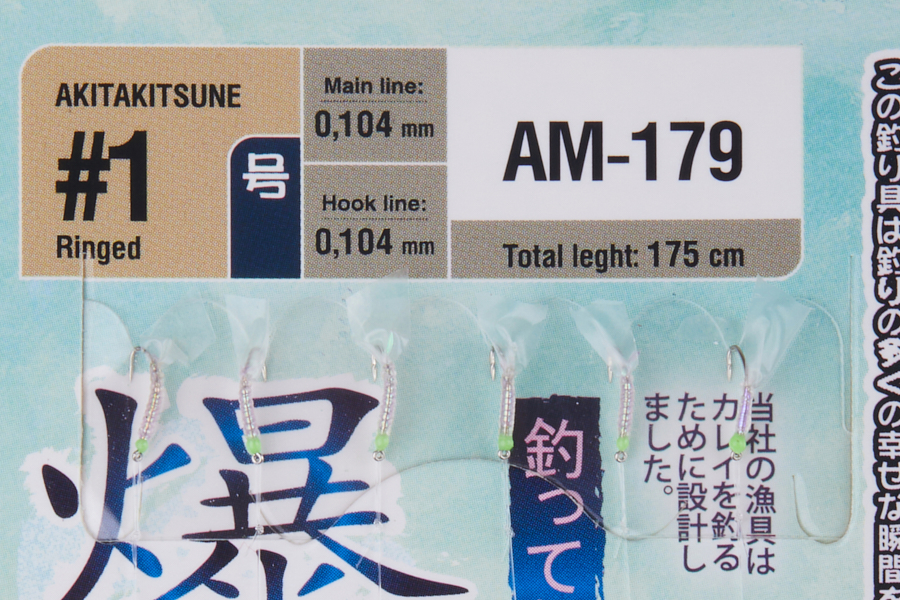 AKITAKITSUNE
#1
Ringed
号
Main line:
0,104 mm
Hook line:
0,104 mm
AM-179
Total leght: 175 cm
この釣り具は釣りの多くの幸せな瞬間を
当社の漁具は
カレイを釣る
ために設計し
ました。
釣って
爆